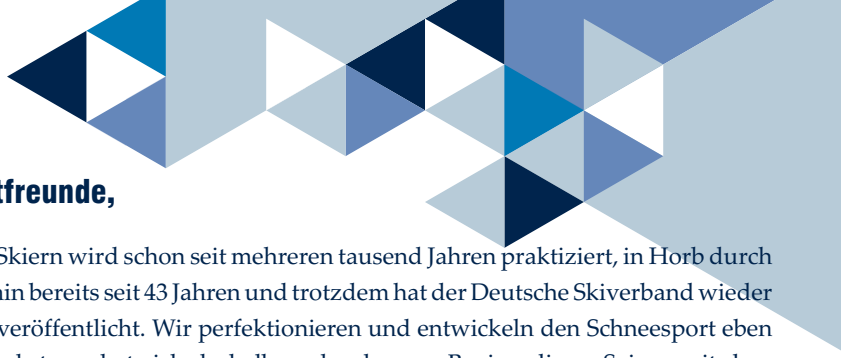 tfreunde,
Skiern wird schon seit mehreren tausend Jahren praktiziert, in Horb durch
in bereits seit 43 Jahren und trotzdem hat der Deutsche Skiverband wieder
veröffentlicht. Wir perfektionieren und entwickeln den Schneesport eben